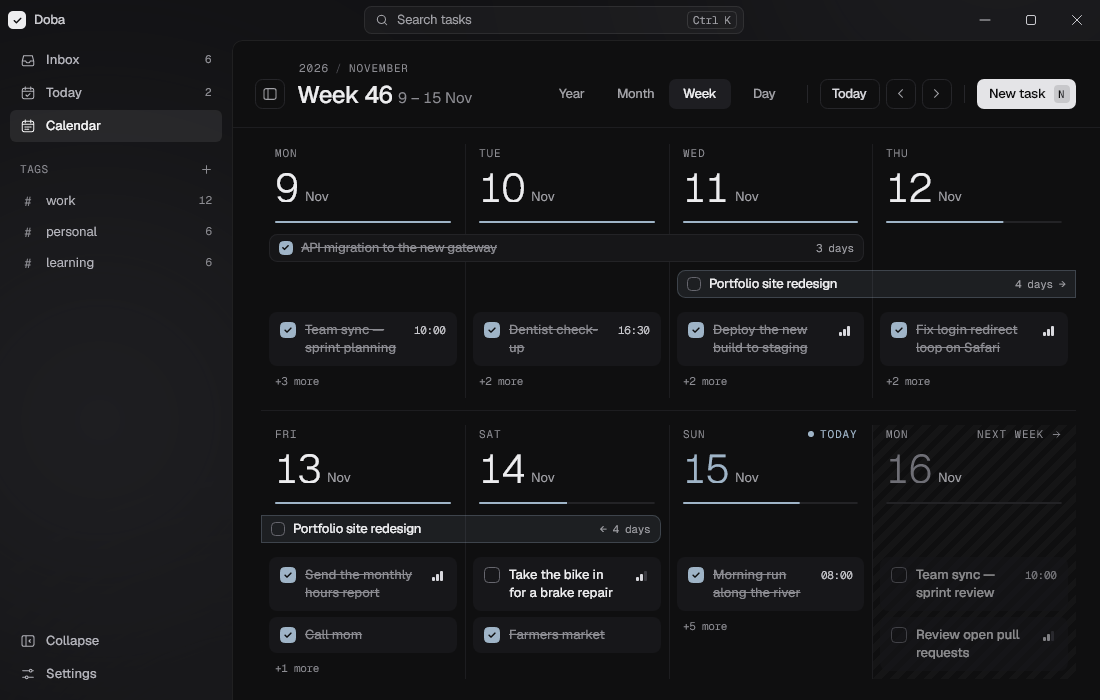 Doba
Search tasks
Ctrl K
Inbox 6
Today 2
Calendar
TAGS +
# work 12
# personal 6
# learning 6
Collapse
Settings
2026 / NOVEMBER
Week 46 9 – 15 Nov
Year Month Week Day
Today
New task N
MON
9 Nov
TUE
10 Nov
WED
11 Nov
THU
12 Nov
API migration to the new gateway 3 days
Portfolio site redesign 4 days →
Team sync — 10:00
sprint planning
+3 more
Dentist check- 16:30
up
+2 more
Deploy the new
build to staging
+2 more
Fix login redirect
loop on Safari
+2 more
FRI
13 Nov
SAT
14 Nov
SUN TODAY
15 Nov
MON NEXT WEEK →
16 Nov
Portfolio site redesign ← 4 days
Send the monthly
hours report
Call mom
+1 more
Take the bike in
for a brake repair
Farmers market
Morning run 08:00
along the river
+5 more
Team sync — 10:00
sprint review
Review open pull
requests